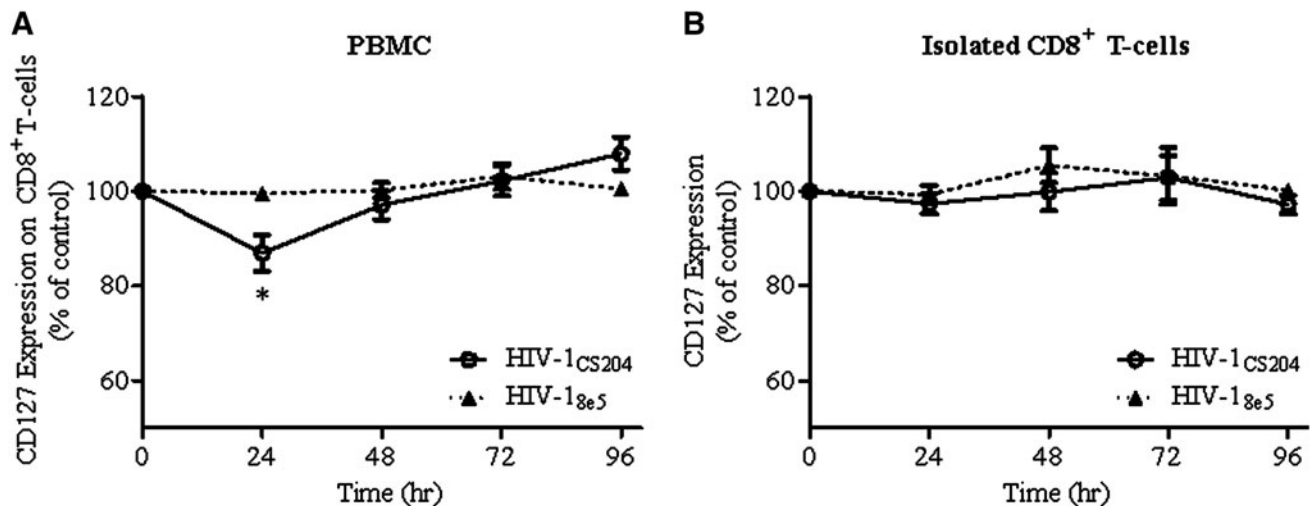 A
PBMC
CD127 Expression on CD8+ T-cells
(% of control)
120
100
80
60
*
HIV-1CS204
HIV-18e5
0 24 48 72 96
Time (hr)
B
Isolated CD8+ T-cells
CD127 Expression
(% of control)
120
100
80
60
HIV-1CS204
HIV-18e5
0 24 48 72 96
Time (hr)